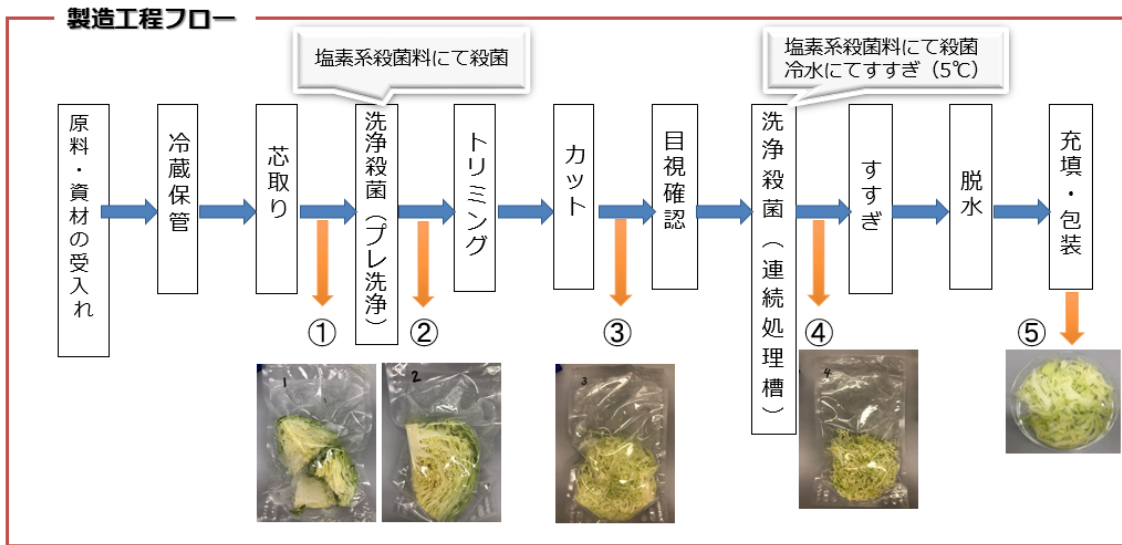 製造工程フロー
塩素系殺菌料にて殺菌
塩素系殺菌料にて殺菌
冷水にてすすぎ（5℃）
原料・資材の受入れ
冷蔵保管
芯取り
洗浄殺菌（プレ洗浄）
トリミング
カット
目視確認
洗浄殺菌（連続処理槽）
すすぎ
脱水
充填・包装
①
②
③
④
⑤
1
2
3
4